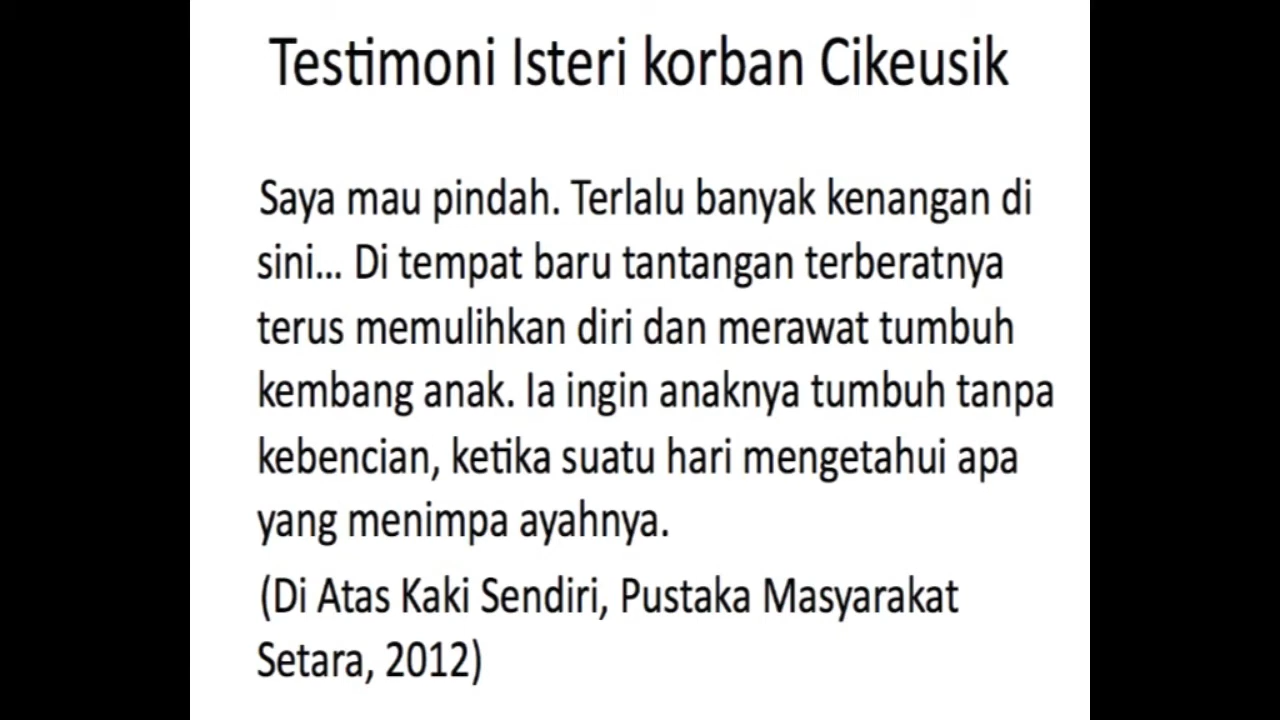 Testimoni Isteri korban Cikeusik
Saya mau pindah. Terlalu banyak kenangan di
sini... Di tempat baru tantangan terberatnya
terus memulihkan diri dan merawat tumbuh
kembang anak. Ia ingin anaknya tumbuh tanpa
kebencian, ketika suatu hari mengetahui apa
yang menimpa ayahnya.
(Di Atas Kaki Sendiri, Pustaka Masyarakat
Setara, 2012)